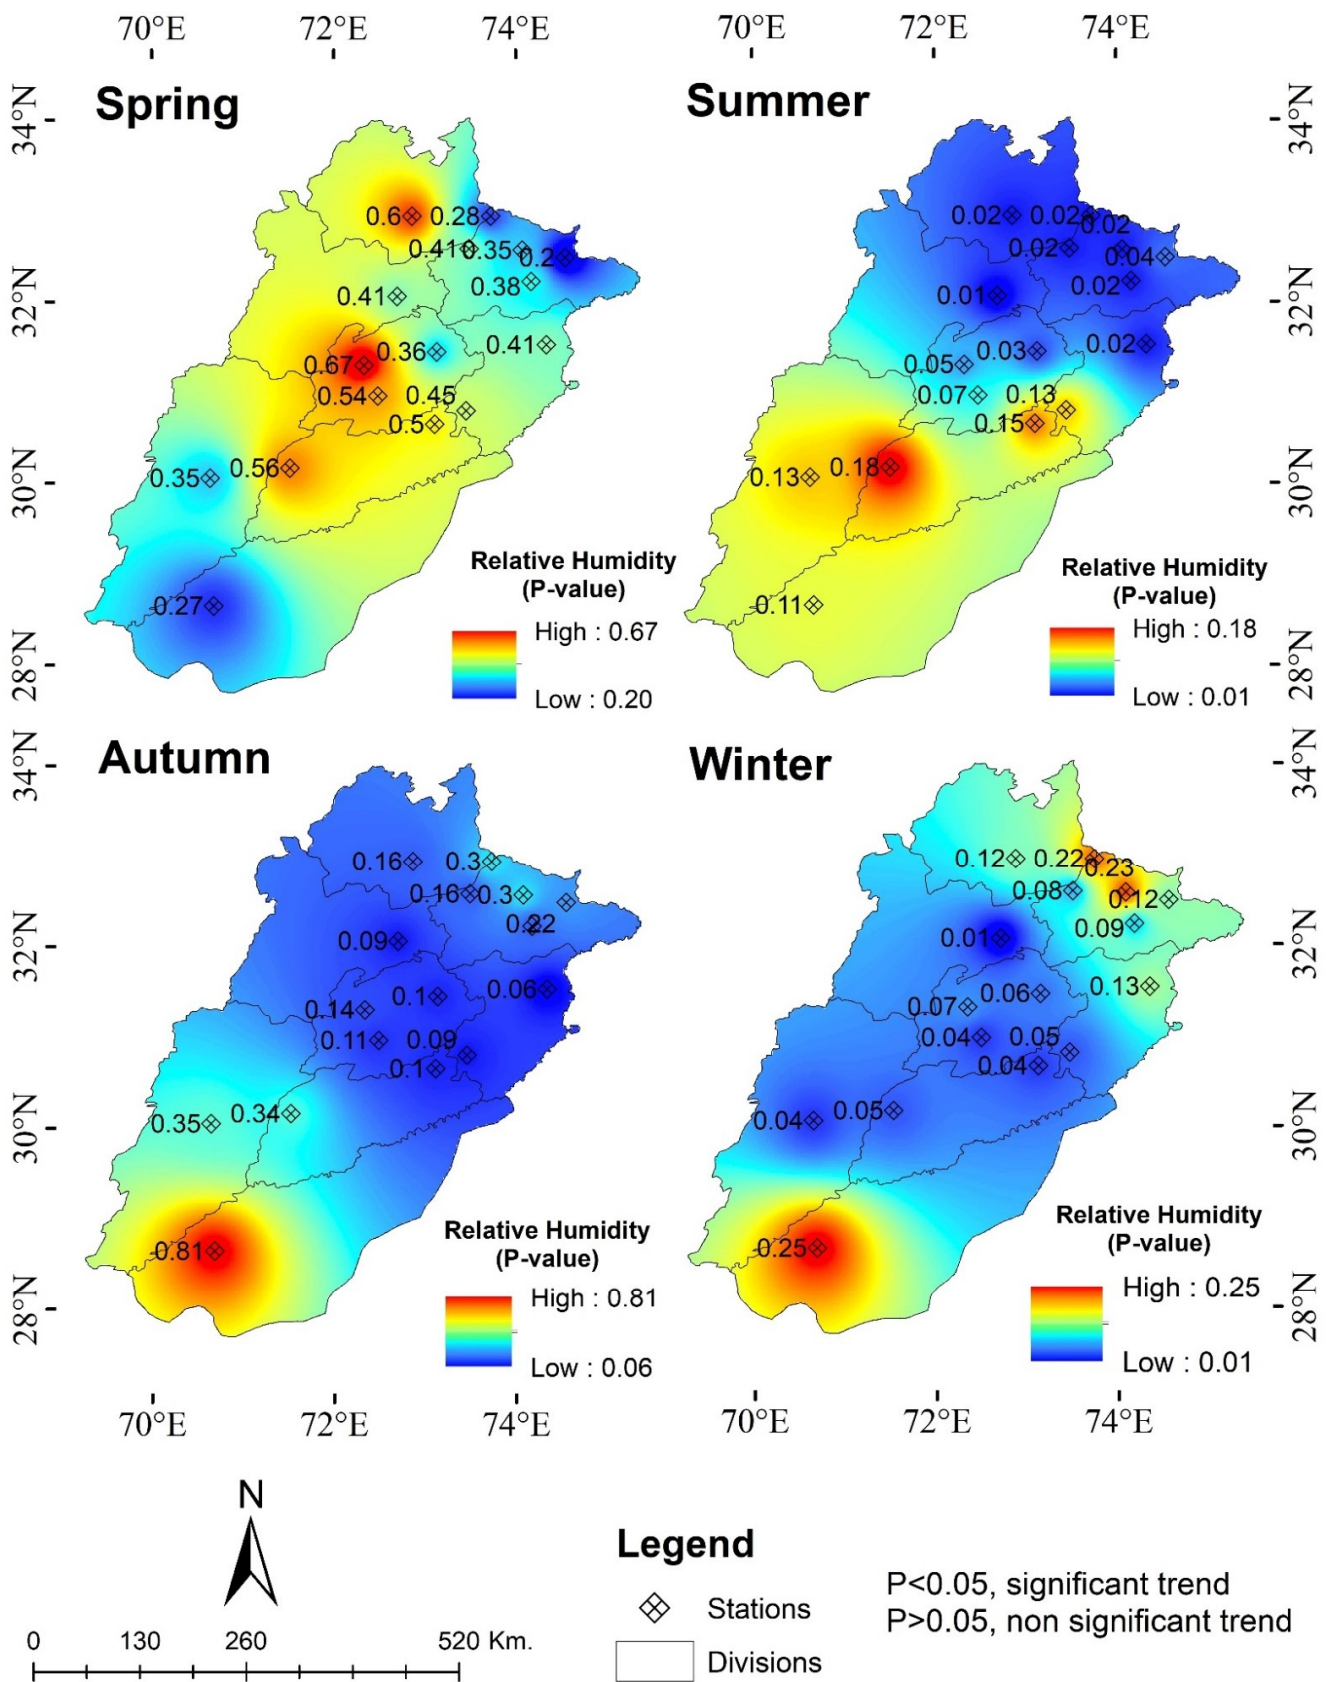 70°E 72°E 74°E 70°E 72°E 74°E
Spring
Summer
34°N
32°N
30°N
28°N
34°N
32°N
30°N
28°N
0.6
0.28
0.41
0.35
0.2
0.38
0.41
0.36
0.41
0.67
0.54
0.45
0.5
0.56
0.35
0.27
Relative Humidity
(P-value)
High : 0.67
Low : 0.20
0.02
0.02
0.02
0.02
0.04
0.02
0.01
0.03
0.02
0.05
0.07
0.13
0.15
0.18
0.13
0.11
Relative Humidity
(P-value)
High : 0.18
Low : 0.01
Autumn
Winter
34°N
32°N
30°N
28°N
34°N
32°N
30°N
28°N
0.16
0.3
0.16
0.3
0.09
0.1
0.06
0.14
0.11
0.09
0.1
0.34
0.35
0.81
Relative Humidity
(P-value)
High : 0.81
Low : 0.06
0.12
0.22
0.23
0.08
0.12
0.09
0.01
0.13
0.06
0.07
0.04
0.05
0.04
0.05
0.04
0.25
Relative Humidity
(P-value)
High : 0.25
Low : 0.01
70°E 72°E 74°E 70°E 72°E 74°E
N
0 130 260 520 Km.
Legend
Stations
Divisions
P<0.05, significant trend
P>0.05, non significant trend